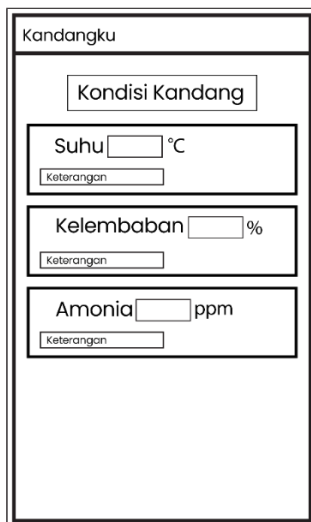 Kandangku
Kondisi Kandang
Suhu °C
Keterangan
Kelembaban %
Keterangan
Amonia ppm
Keterangan